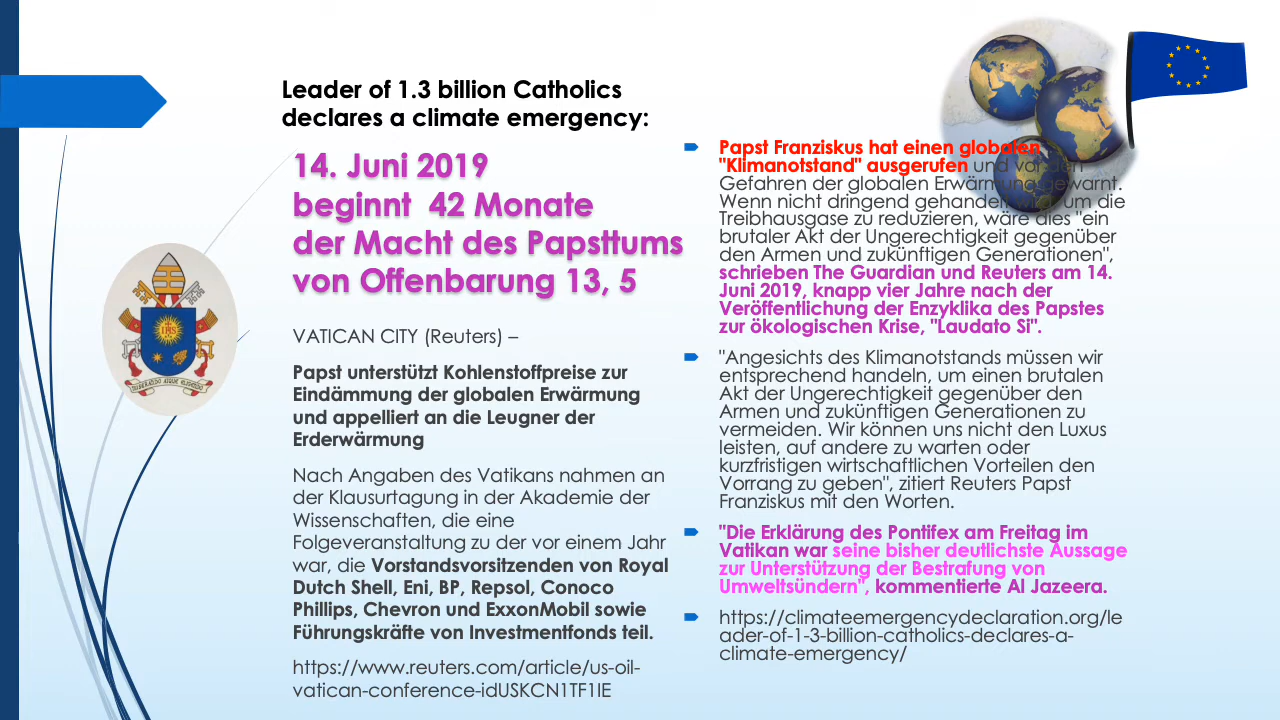 Leader of 1.3 billion Catholics
declares a climate emergency:
14. Juni 2019
beginnt 42 Monate
der Macht des Papsttums
von Offenbarung 13, 5
VATICAN CITY (Reuters) –
Papst unterstützt Kohlenstoffpreise zur
Eindämmung der globalen Erwärmung
und appelliert an die Leugner der
Erderwärmung
Nach Angaben des Vatikans nahmen an
der Klausurtagung in der Akademie der
Wissenschaften, die eine
Folgeveranstaltung zu der vor einem Jahr
war, die Vorstandsvorsitzenden von Royal
Dutch Shell, Eni, BP, Repsol, Conoco
Phillips, Chevron und ExxonMobil sowie
Führungskräfte von Investmentfonds teil.
https://www.reuters.com/article/us-oil-
vatican-conference-idUSKCN1TF1IE
Papst Franziskus hat einen globalen
"Klimanotstand" ausgerufen und vor den
Gefahren der globalen Erwärmung gewarnt.
Wenn nicht dringend gehandelt wird, um die
Treibhausgase zu reduzieren, wäre dies "ein
brutaler Akt der Ungerechtigkeit gegenüber
den Armen und zukünftigen Generationen",
schrieben The Guardian und Reuters am 14.
Juni 2019, knapp vier Jahre nach der
Veröffentlichung der Enzyklika des Papstes
zur ökologischen Krise, "Laudato Si".
"Angesichts des Klimanotstands müssen wir
entsprechend handeln, um einen brutalen
Akt der Ungerechtigkeit gegenüber den
Armen und zukünftigen Generationen zu
vermeiden. Wir können uns nicht den Luxus
leisten, auf andere zu warten oder
kurzfristigen wirtschaftlichen Vorteilen den
Vorrang zu geben", zitiert Reuters Papst
Franziskus mit den Worten.
"Die Erklärung des Pontifex am Freitag im
Vatikan war seine bisher deutlichste Aussage
zur Unterstützung der Bestrafung von
Umweltsündern", kommentierte Al Jazeera.
https://climateemergencydeclaration.org/le
ader-of-1-3-billion-catholics-declares-a-
climate-emergency/